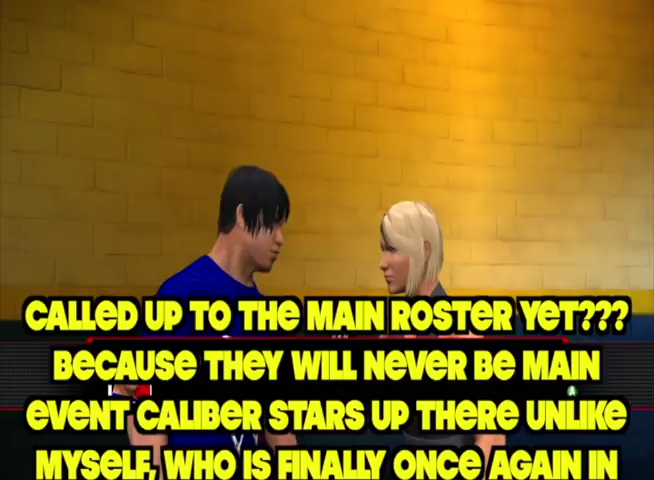 CALLED UP TO THE MAIN ROSTER YET???
BECAUSE THEY WILL NEVER BE MAIN
EVENT CALIBER STARS UP THERE UNLIKE
MYSELF, WHO IS FINALLY ONCE AGAIN IN